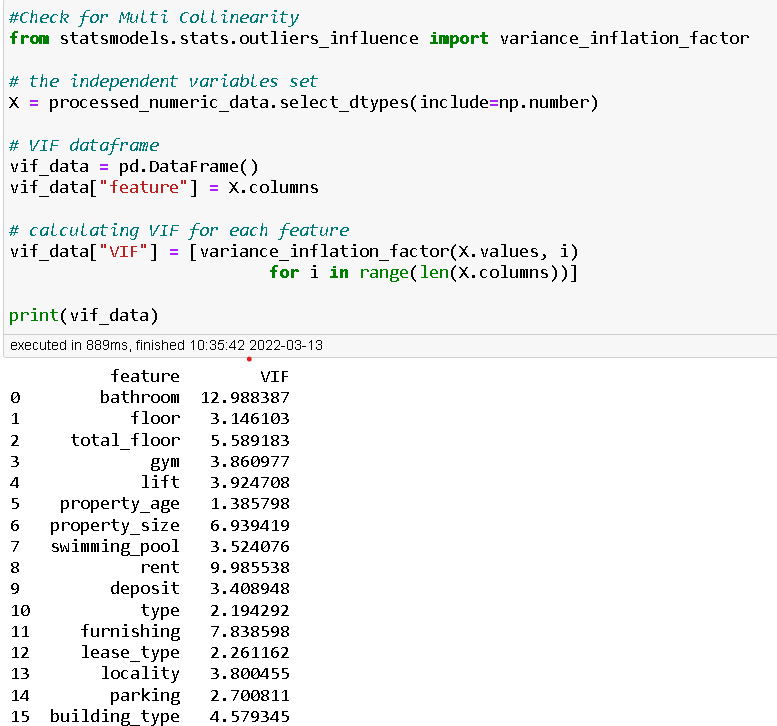 #Check for Multi Collinearity
from statsmodels.stats.outliers_influence import variance_inflation_factor
# the independent variables set
X = processed_numeric_data.select_dtypes(include=np.number)
# VIF dataframe
vif_data = pd.DataFrame()
vif_data["feature"] = X.columns
# calculating VIF for each feature
vif_data["VIF"] = [variance_inflation_factor(X.values, i)
for i in range(len(X.columns))]
print(vif_data)
executed in 889ms, finished 10:35:42 2022-03-13
feature VIF
0 bathroom 12.988387
1 floor 3.146103
2 total_floor 5.589183
3 gym 3.860977
4 lift 3.924708
5 property_age 1.385798
6 property_size 6.939419
7 swimming_pool 3.524076
8 rent 9.985538
9 deposit 3.408948
10 type 2.194292
11 furnishing 7.838598
12 lease_type 2.261162
13 locality 3.800455
14 parking 2.700811
15 building_type 4.579345